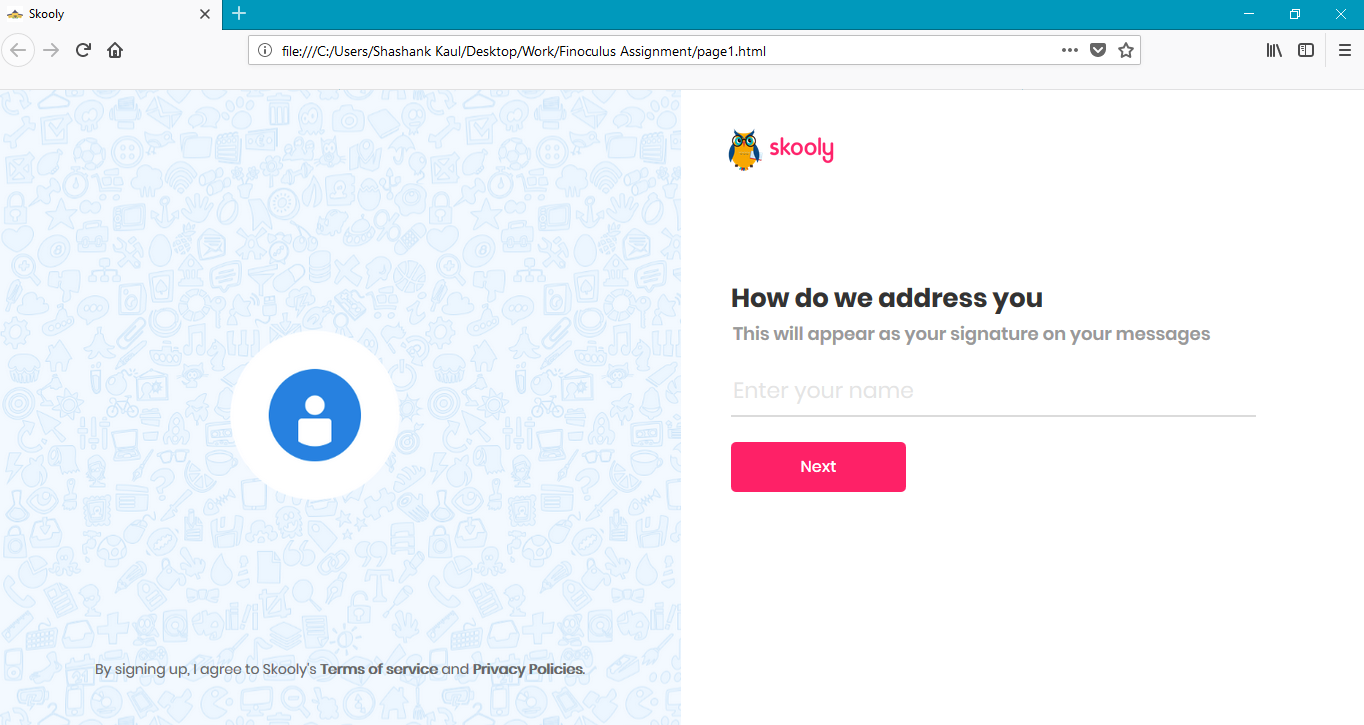 Skooly
file:///C:/Users/Shashank Kaul/Desktop/Work/Finoculus Assignment/page1.html
skooly
How do we address you
This will appear as your signature on your messages
Enter your name
Next
By signing up, I agree to Skooly's Terms of service and Privacy Policies.